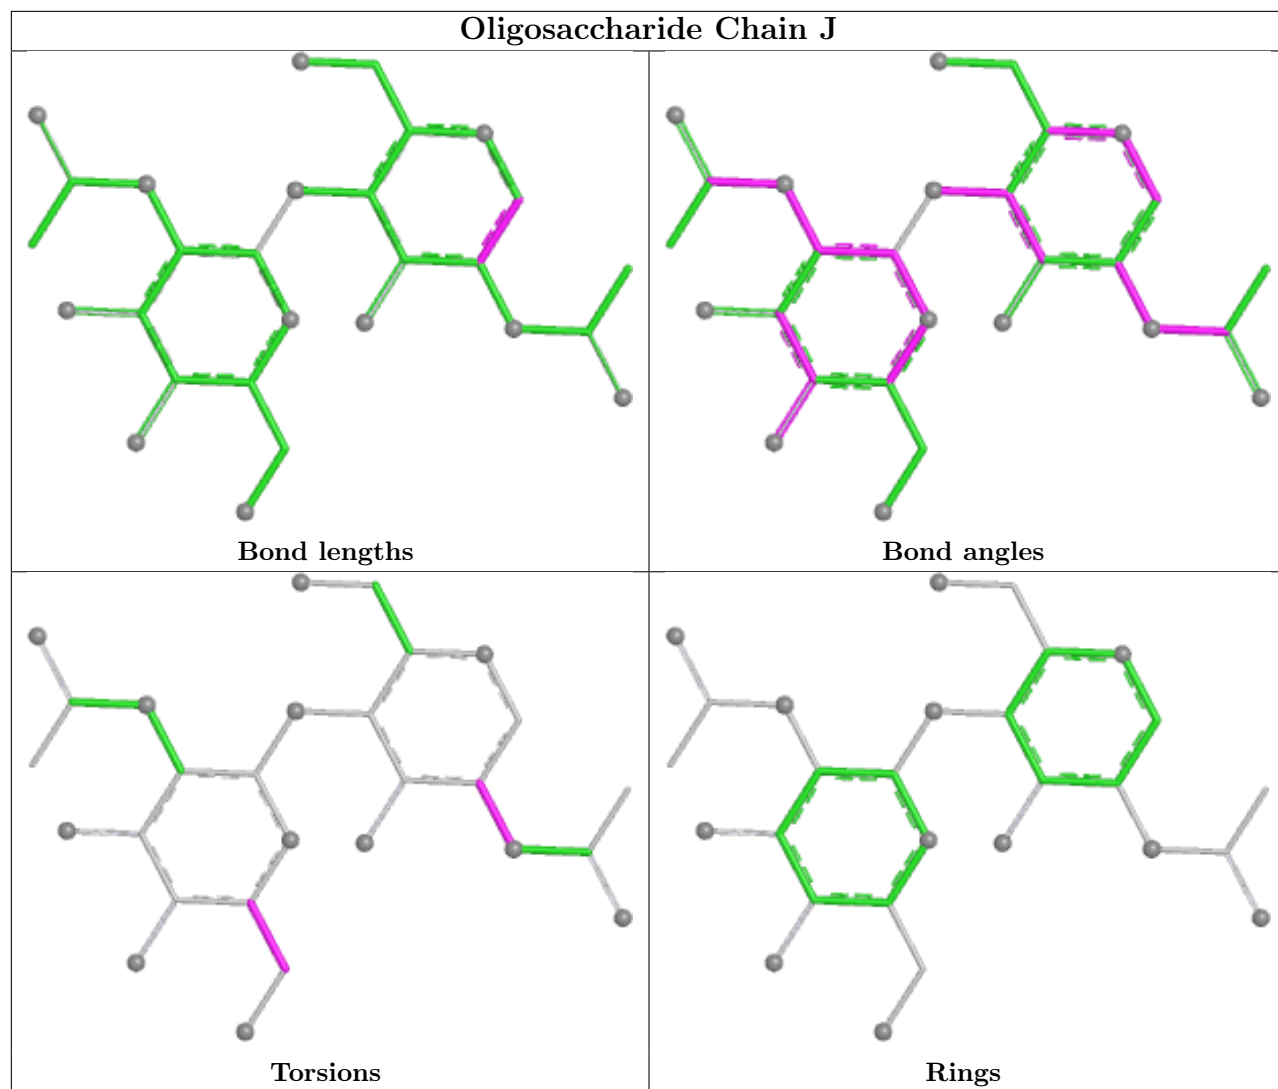 Oligosaccharide Chain J
Bond lengths
Bond angles
Torsions
Rings